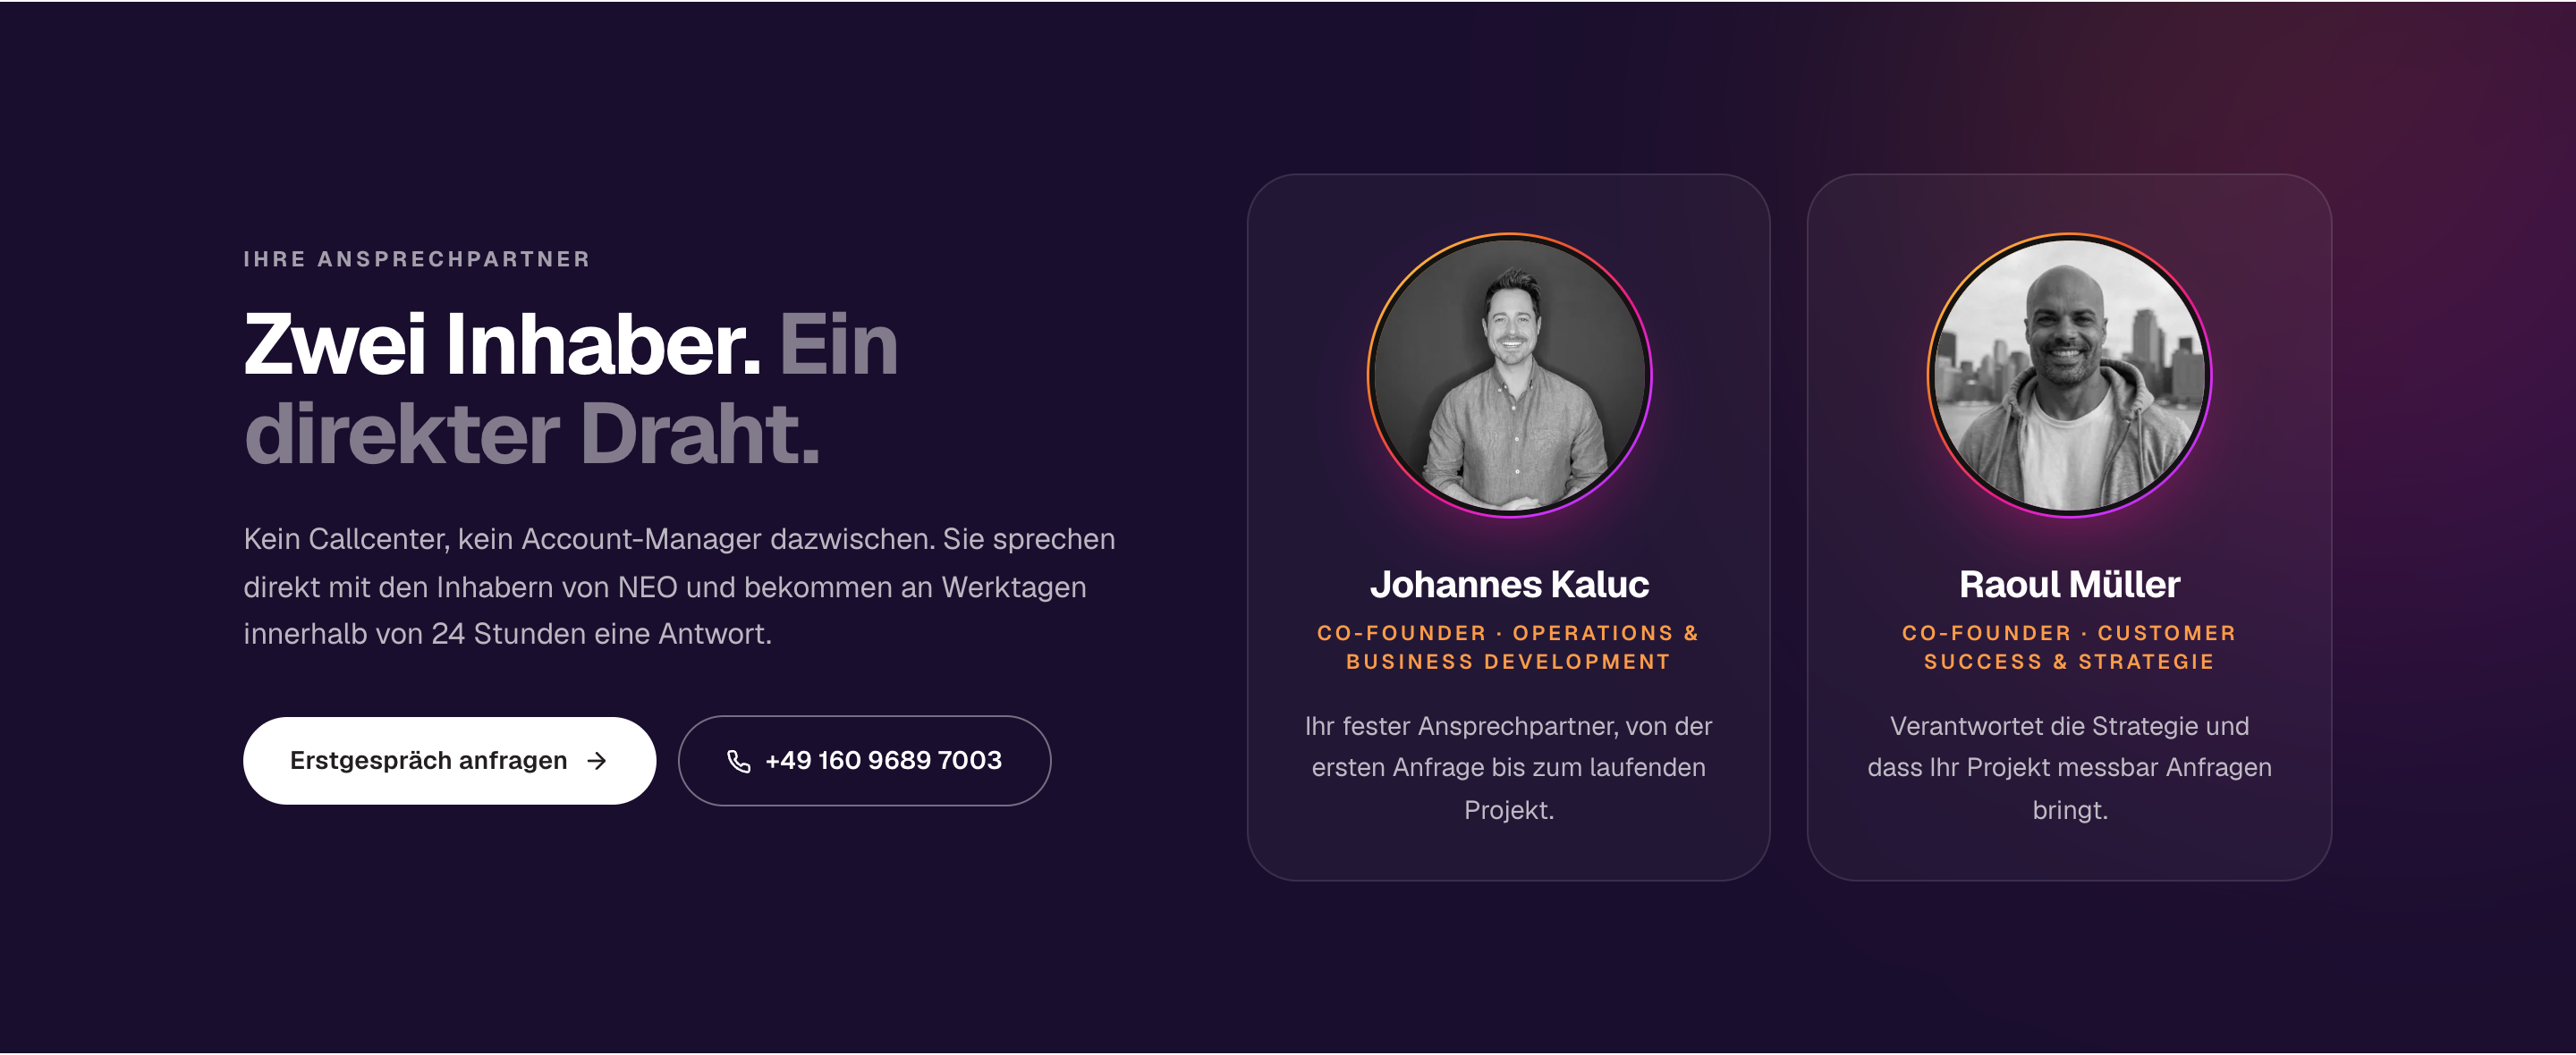 IHRE ANSPRECHPARTNER
Zwei Inhaber. Ein
direkter Draht.
Kein Callcenter, kein Account-Manager dazwischen. Sie sprechen
direkt mit den Inhabern von NEO und bekommen an Werktagen
innerhalb von 24 Stunden eine Antwort.
Erstgespräch anfragen →
+49 160 9689 7003
Johannes Kaluc
CO-FOUNDER · OPERATIONS &
BUSINESS DEVELOPMENT
Ihr fester Ansprechpartner, von der
ersten Anfrage bis zum laufenden
Projekt.
Raoul Müller
CO-FOUNDER · CUSTOMER
SUCCESS & STRATEGIE
Verantwortet die Strategie und
dass Ihr Projekt messbar Anfragen
bringt.